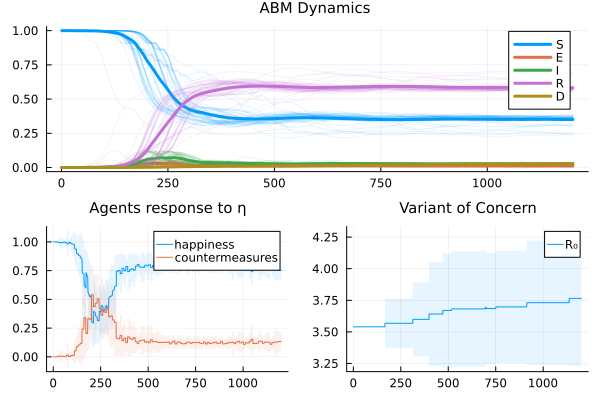 ABM Dynamics
1.00
0.75
0.50
0.25
0.00
S
E
I
R
D
0 250 500 750 1000
Agents response to η
1.00
0.75
0.50
0.25
0.00
happiness
countermeasures
0 250 500 750 1000
Variant of Concern
4.25
4.00
3.75
3.50
3.25
R₀
0 250 500 750 1000